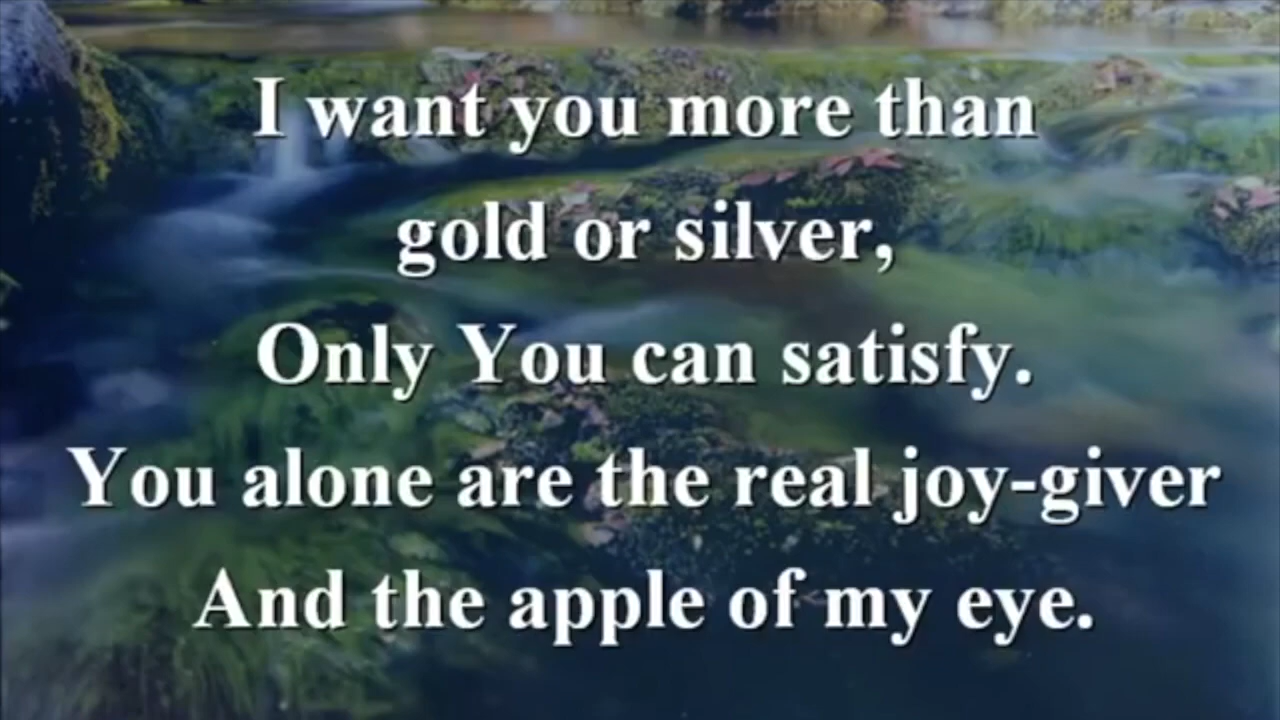 I want you more than
gold or silver,
Only You can satisfy.
You alone are the real joy-giver
And the apple of my eye.